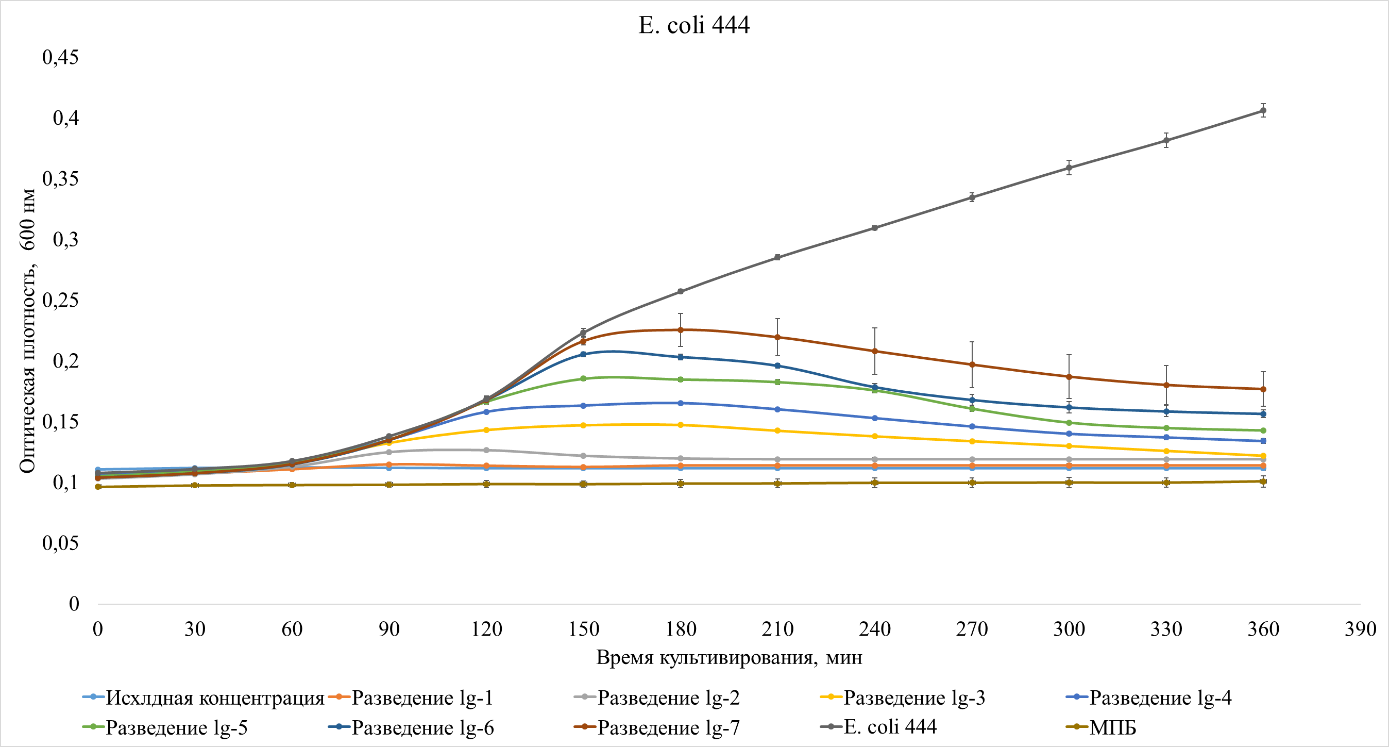 E. coli 444
0,45
0,4
0,35
0,3
0,25
0,2
0,15
0,1
0,05
0
Оптическая плотность, 600 нм
0 30 60 90 120 150 180 210 240 270 300 330 360 390
Время культивирования, мин
Исхлдная концентрация Разведение lg-1 Разведение lg-2 Разведение lg-3 Разведение lg-4
Разведение lg-5 Разведение lg-6 Разведение lg-7 E. coli 444 МПБ